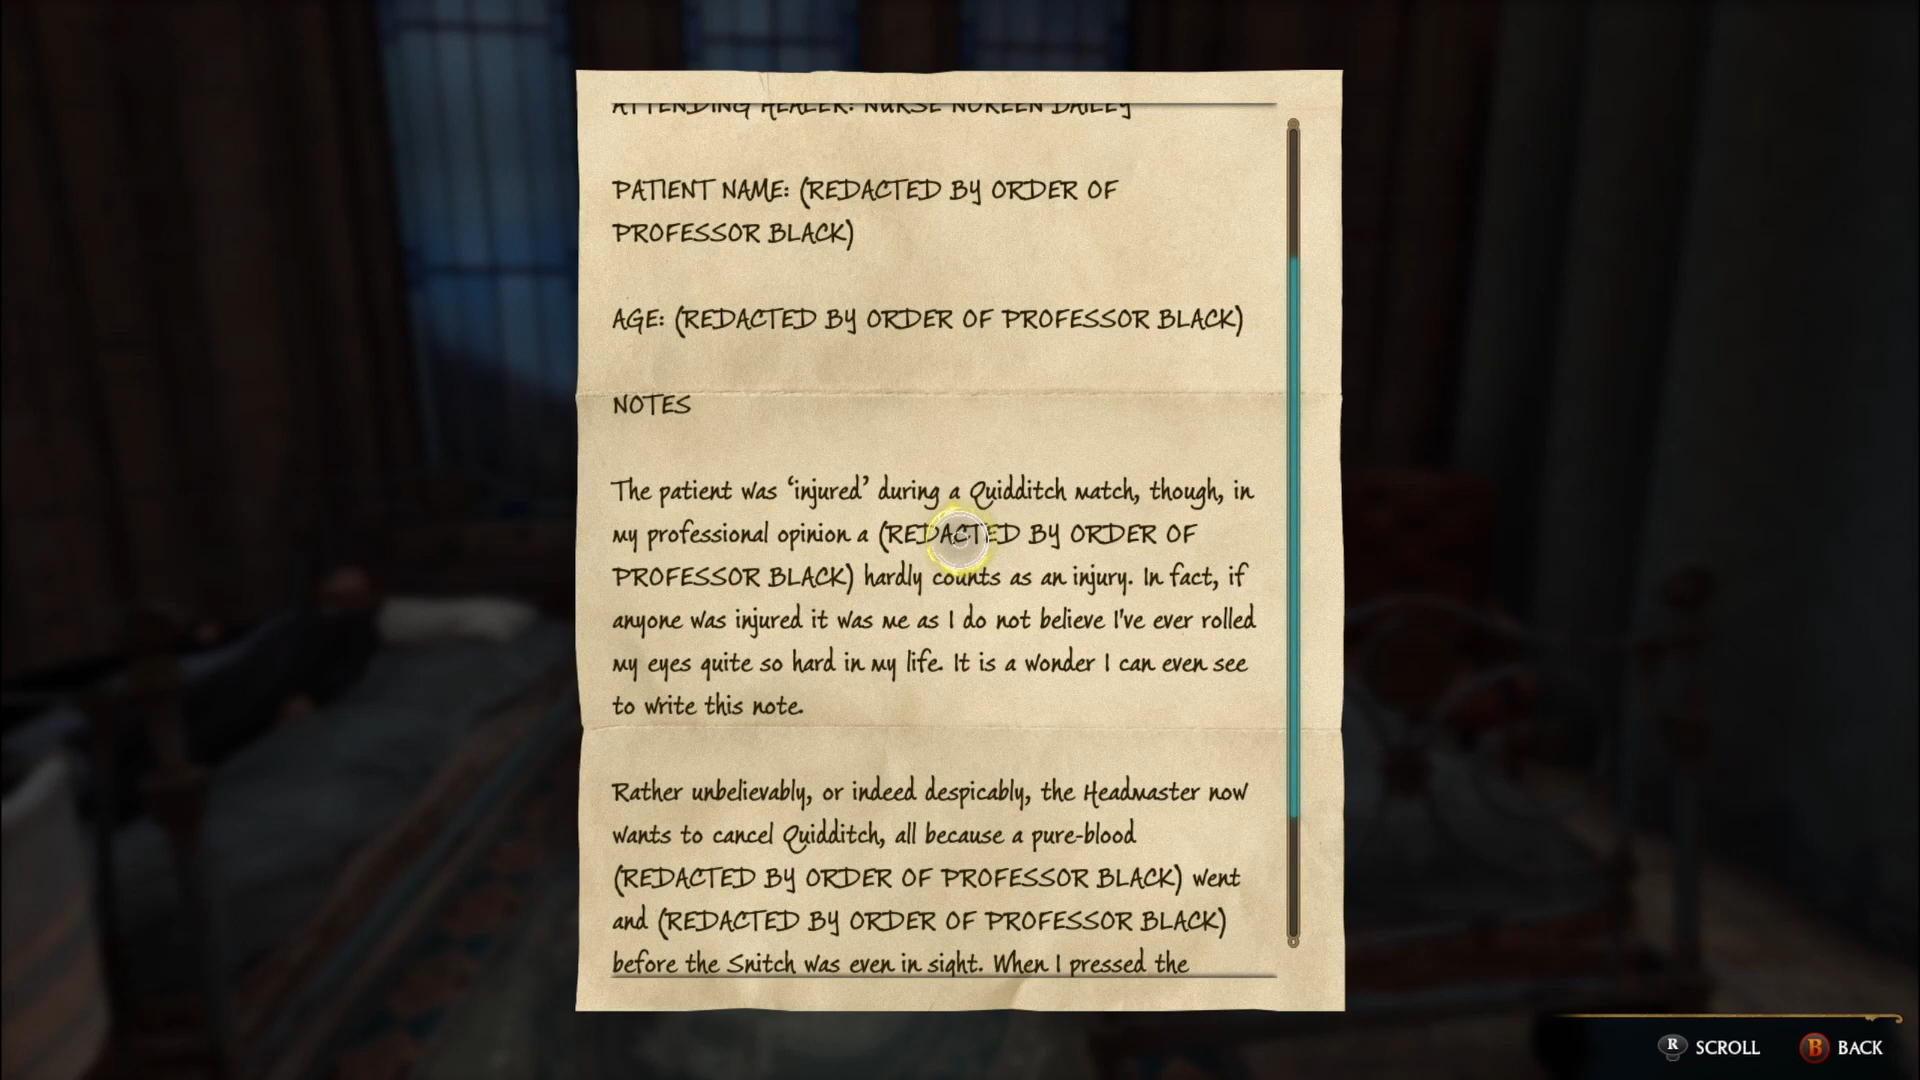 ATTENDING HEALER: NURSE NOREEN DAILEY
PATIENT NAME: (REDACTED BY ORDER OF
PROFESSOR BLACK)
AGE: (REDACTED BY ORDER OF PROFESSOR BLACK)
NOTES
The patient was ‘injured’ during a Quidditch match, though, in
my professional opinion a (REDACTED BY ORDER OF
PROFESSOR BLACK) hardly counts as an injury. In fact, if
anyone was injured it was me as I do not believe I've ever rolled
my eyes quite so hard in my life. It is a wonder I can even see
to write this note.
Rather unbelievably, or indeed despicably, the Headmaster now
wants to cancel Quidditch, all because a pure-blood
(REDACTED BY ORDER OF PROFESSOR BLACK) went
and (REDACTED BY ORDER OF PROFESSOR BLACK)
before the Snitch was even in sight. When I pressed the
R SCROLL B BACK